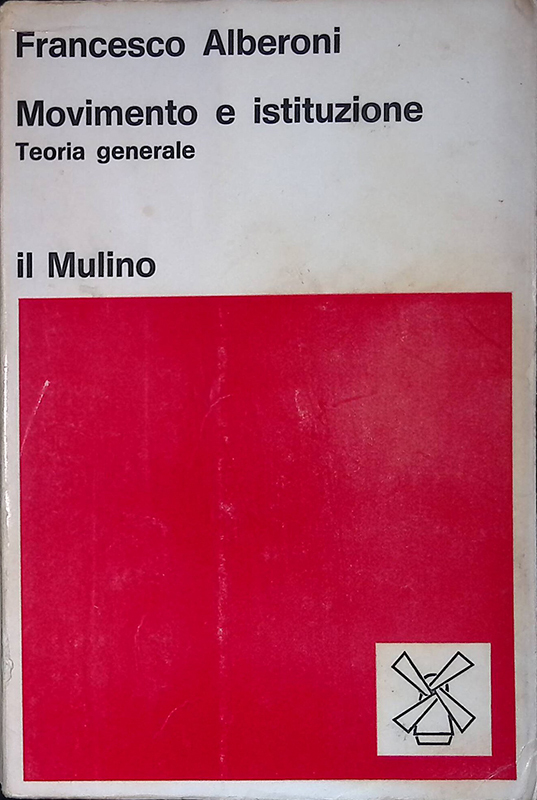 Francesco Alberoni
Movimento e istituzione
Teoria generale
il Mulino